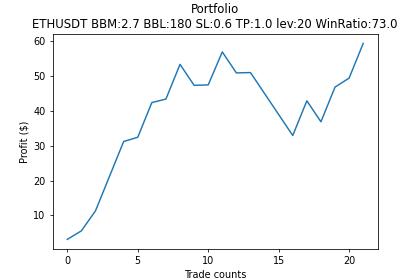 Portfolio
ETHUSDT BBM:2.7 BBL:180 SL:0.6 TP:1.0 lev:20 WinRatio:73.0
60
50
40
30
20
10
Profit ($)
0 5 10 15 20
Trade counts